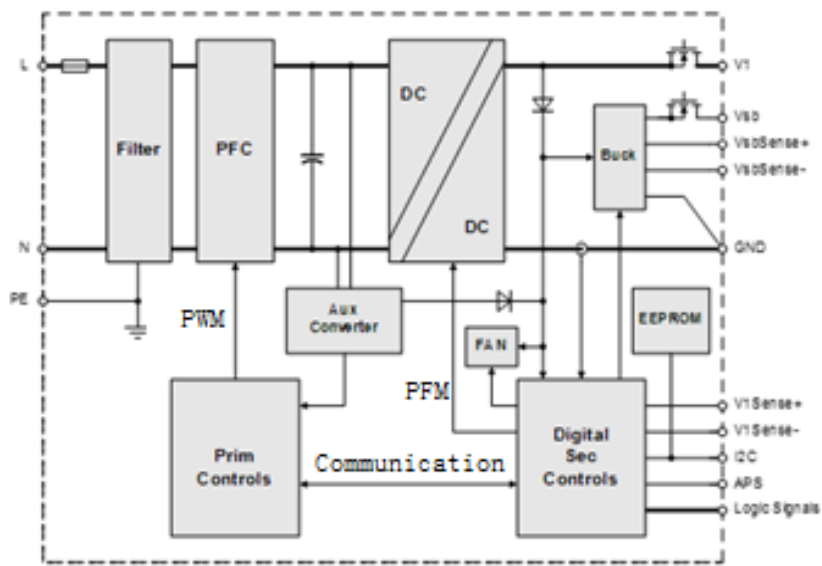 L
Filter
PFC
DC
DC
V1
Vsb
VsbSense+
VsbSense-
Buck
N
GND
PE
PWM
Aux
Converter
EEPROM
FAN
PFM
V1Sense+
V1Sense-
I2C
APS
Logic Signals
Prim
Controls
Communication
Digital
Sec
Controls